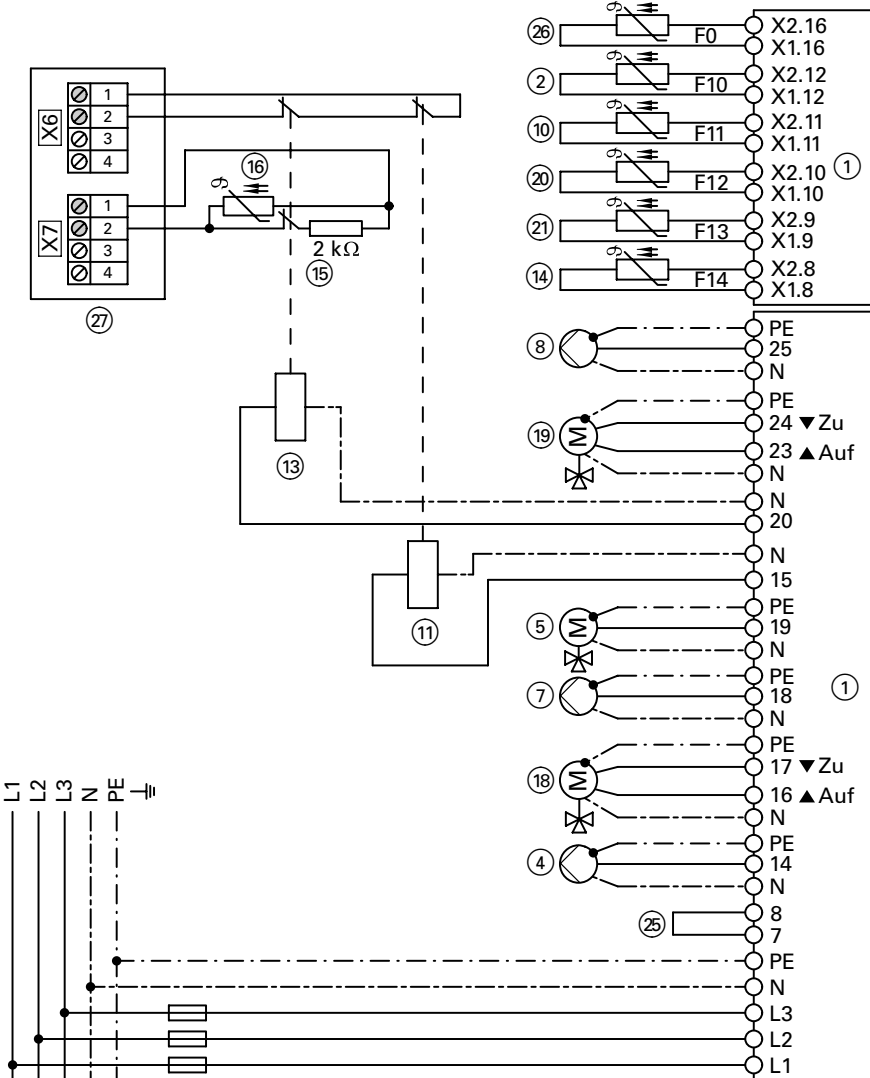 26 F0 X2.16
X1.16
2 F10 X2.12
X1.12
10 F11 X2.11
X1.11
20 F12 X2.10
X1.10
1
21 F13 X2.9
X1.9
14 F14 X2.8
X1.8
X6
1
2
3
4
X7
1
2
3
4
27
ϑ 16
2 kΩ
15
13
11
8 PE
25
N
19 M PE
24 ▼ Zu
23 ▲ Auf
N
N
20
N
15
5 M PE
19
N
7 PE
18
N
1
18 M PE
17 ▼ Zu
16 ▲ Auf
N
4 PE
14
N
25 8
7
PE
N
L3
L2
L1
L1
L2
L3
N
PE